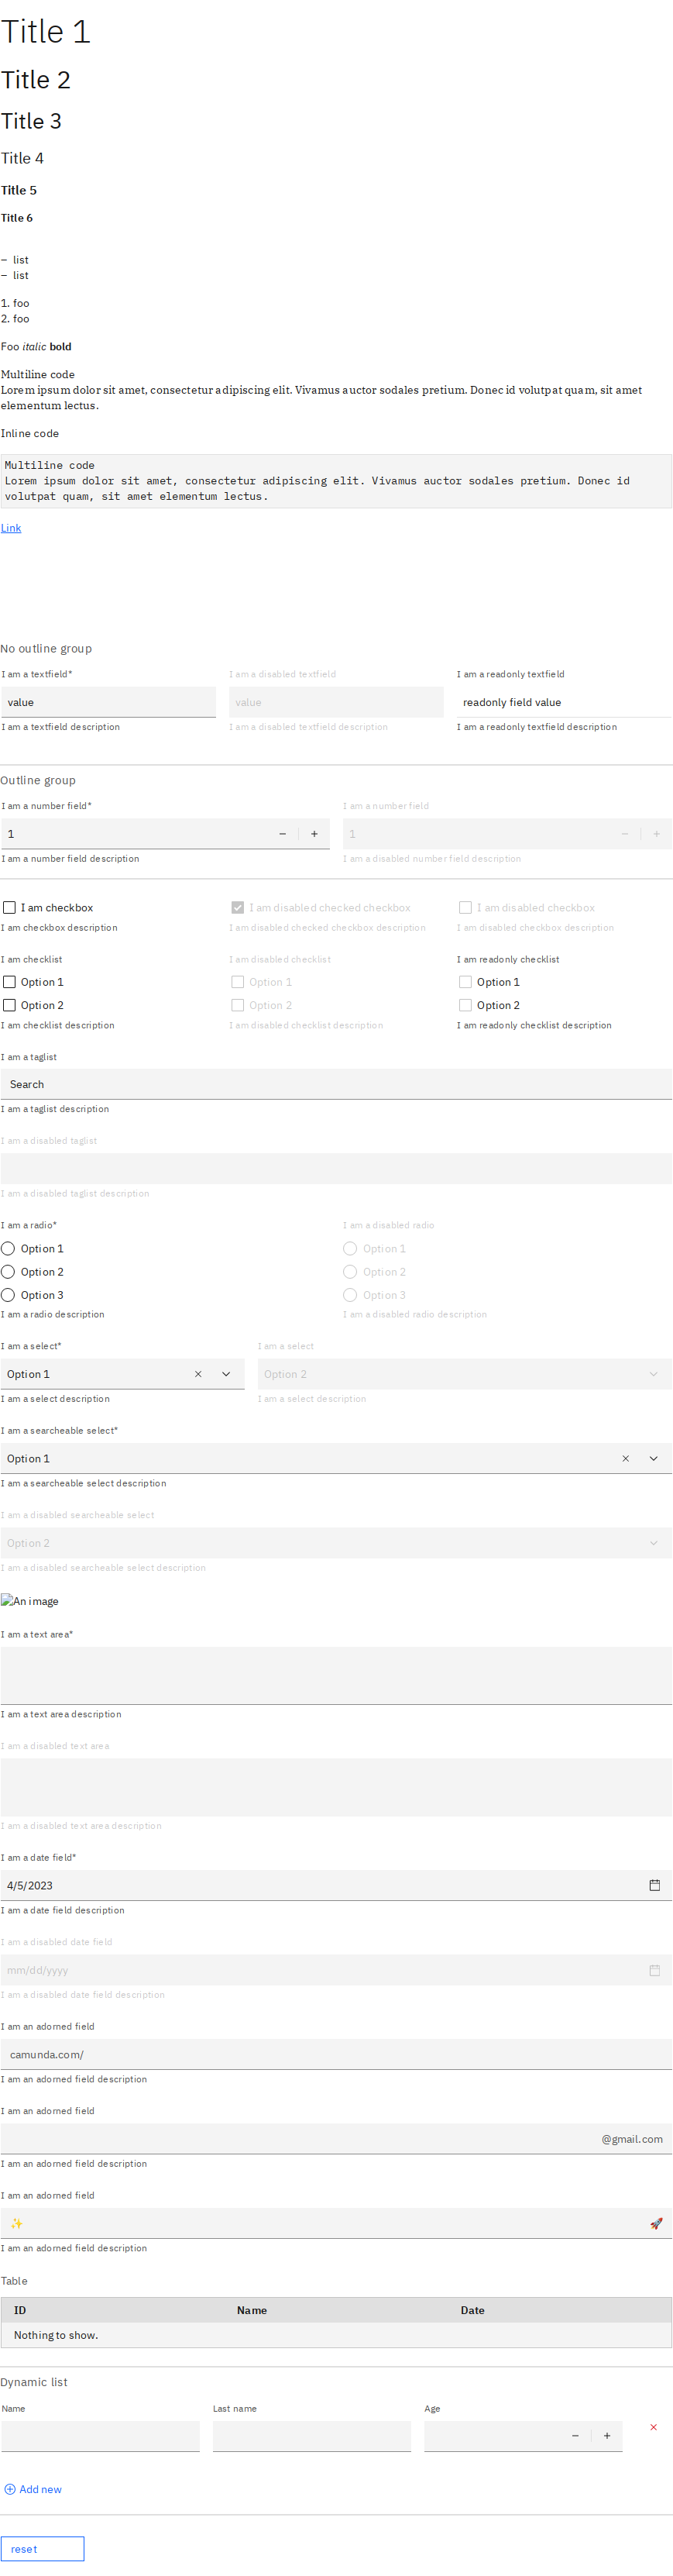 Title 1
Title 2
Title 3
Title 4
Title 5
Title 6
– list
– list
1. foo
2. foo
Foo italic bold
Multiline code
Lorem ipsum dolor sit amet, consectetur adipiscing elit. Vivamus auctor sodales pretium. Donec id volutpat quam, sit amet
elementum lectus.
Inline code
Multiline code
Lorem ipsum dolor sit amet, consectetur adipiscing elit. Vivamus auctor sodales pretium. Donec id
volutpat quam, sit amet elementum lectus.
Link
No outline group
I am a textfield* I am a disabled textfield I am a readonly textfield
value value readonly field value
I am a textfield description I am a disabled textfield description I am a readonly textfield description
Outline group
I am a number field* I am a number field
1 − + 1 − +
I am a number field description I am a disabled number field description
I am checkbox I am disabled checked checkbox I am disabled checkbox
I am checkbox description I am disabled checked checkbox description I am disabled checkbox description
I am checklist I am disabled checklist I am readonly checklist
Option 1 Option 1 Option 1
Option 2 Option 2 Option 2
I am checklist description I am disabled checklist description I am readonly checklist description
I am a taglist
Search
I am a taglist description
I am a disabled taglist
I am a disabled taglist description
I am a radio* I am a disabled radio
Option 1 Option 1
Option 2 Option 2
Option 3 Option 3
I am a radio description I am a disabled radio description
I am a select* I am a select
Option 1 Option 2
I am a select description I am a select description
I am a searcheable select*
Option 1
I am a searcheable select description
I am a disabled searcheable select
Option 2
I am a disabled searcheable select description
An image
I am a text area*
I am a text area description
I am a disabled text area
I am a disabled text area description
I am a date field*
4/5/2023
I am a date field description
I am a disabled date field
mm/dd/yyyy
I am a disabled date field description
I am an adorned field
camunda.com/
I am an adorned field description
I am an adorned field
@gmail.com
I am an adorned field description
I am an adorned field
✨ 🚀
I am an adorned field description
Table
ID Name Date
Nothing to show.
Dynamic list
Name Last name Age
− +
Add new
reset